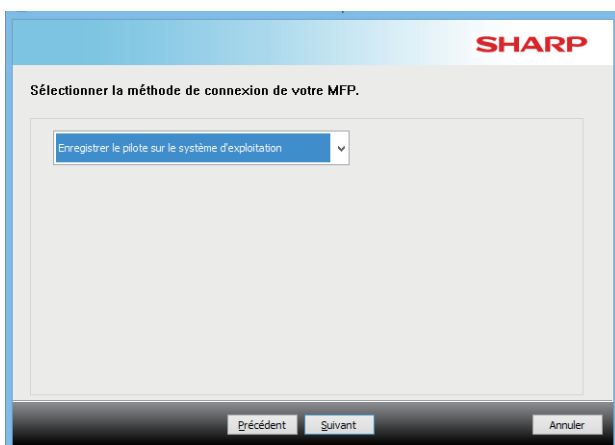 SHARP
Sélectionner la méthode de connexion de votre MFP.
Enregistrer le pilote sur le système d'exploitation
Précédent Suivant Annuler